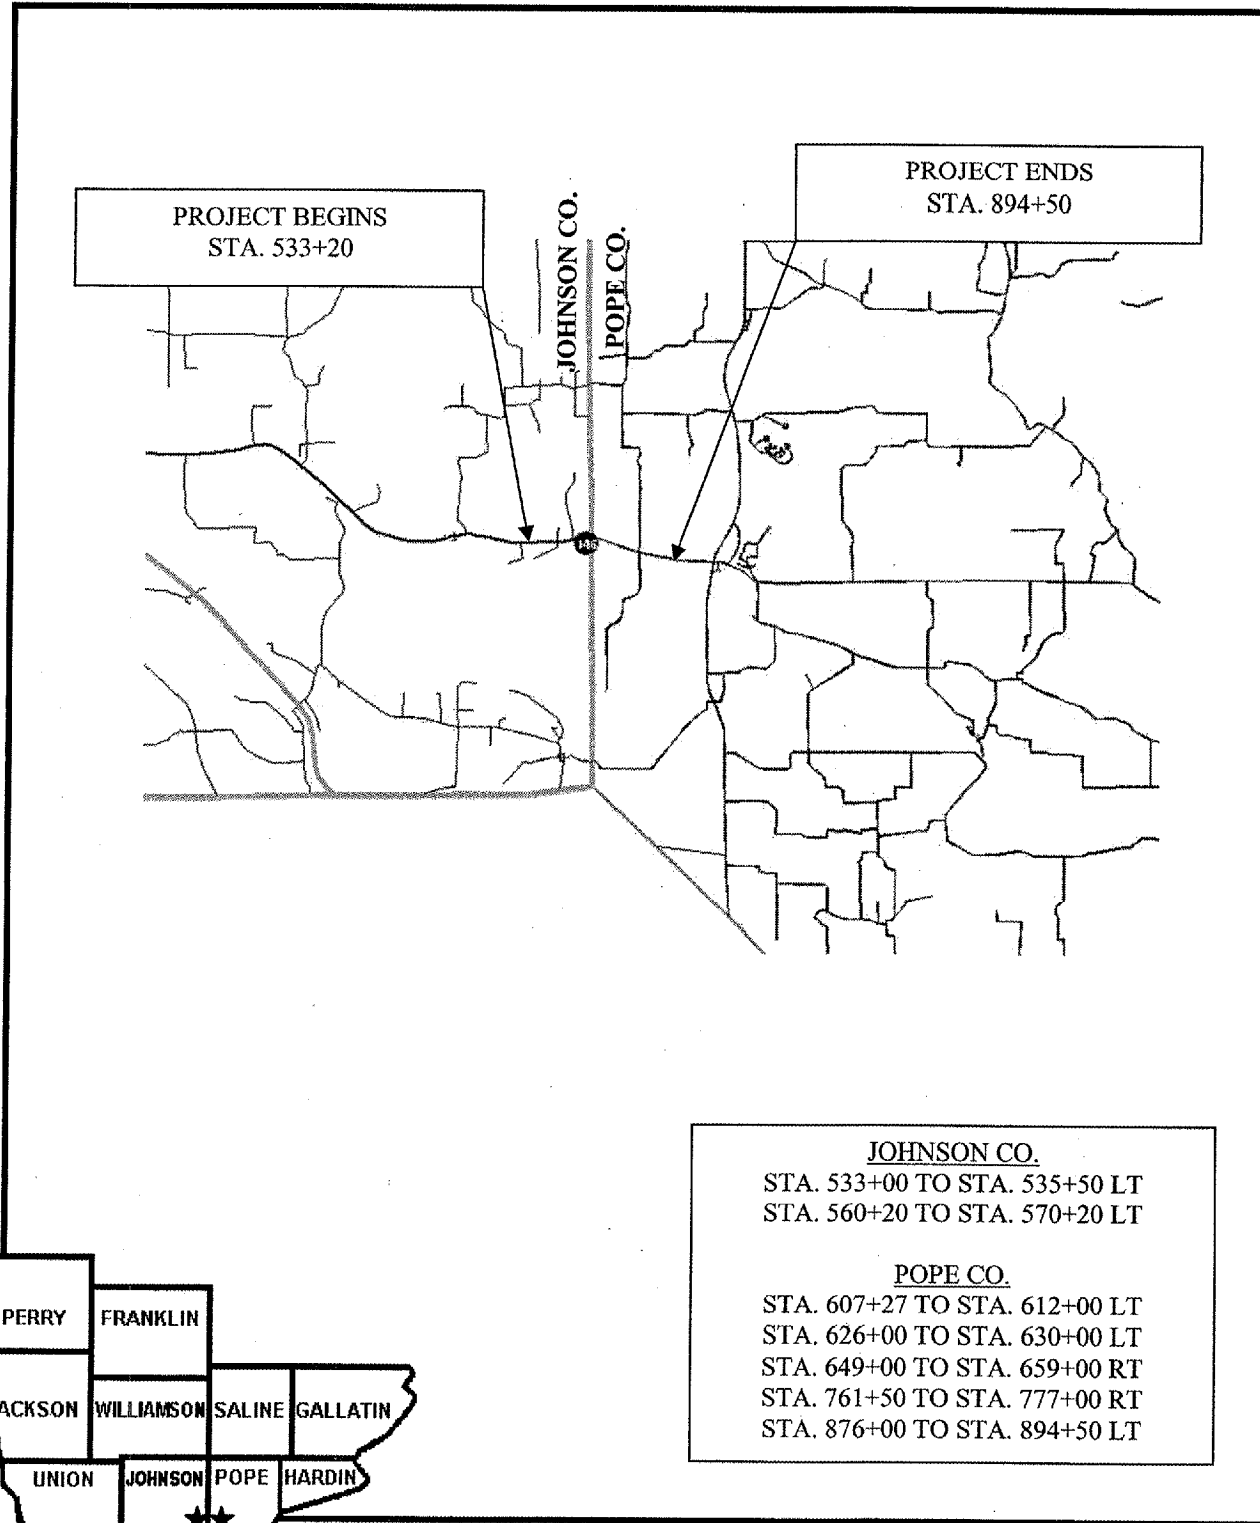 PROJECT BEGINS
STA. 533+20
PROJECT ENDS
STA. 894+50
JOHNSON CO.
POPE CO.
JOHNSON CO.
STA. 533+00 TO STA. 535+50 LT
STA. 560+20 TO STA. 570+20 LT
POPE CO.
STA. 607+27 TO STA. 612+00 LT
STA. 626+00 TO STA. 630+00 LT
STA. 649+00 TO STA. 659+00 RT
STA. 761+50 TO STA. 777+00 RT
STA. 876+00 TO STA. 894+50 LT
PERRY FRANKLIN
ACKSON WILLIAMSON SALINE GALLATIN
UNION JOHNSON POPE HARDIN